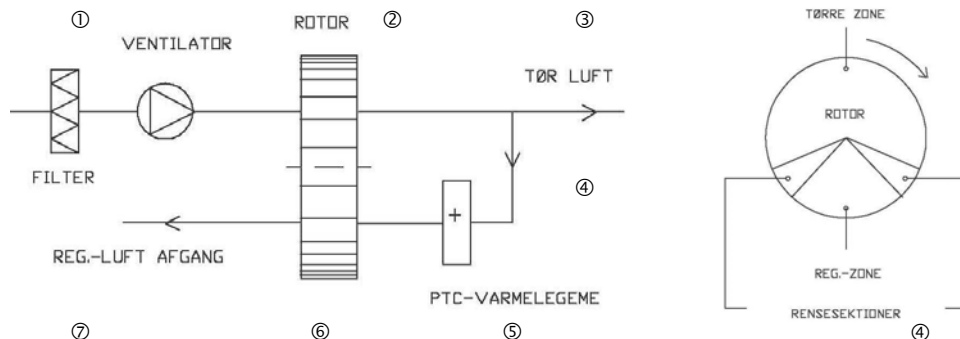 ① ② ③
ROTOR
VENTILATOR
TØR LUFT
FILTER
④
REG.-LUFT AFGANG
PTC-VARMELEGEME
⑦ ⑥ ⑤
TØRRE ZONE
ROTOR
REG.-ZONE
RENSESEKTIONER
④
+